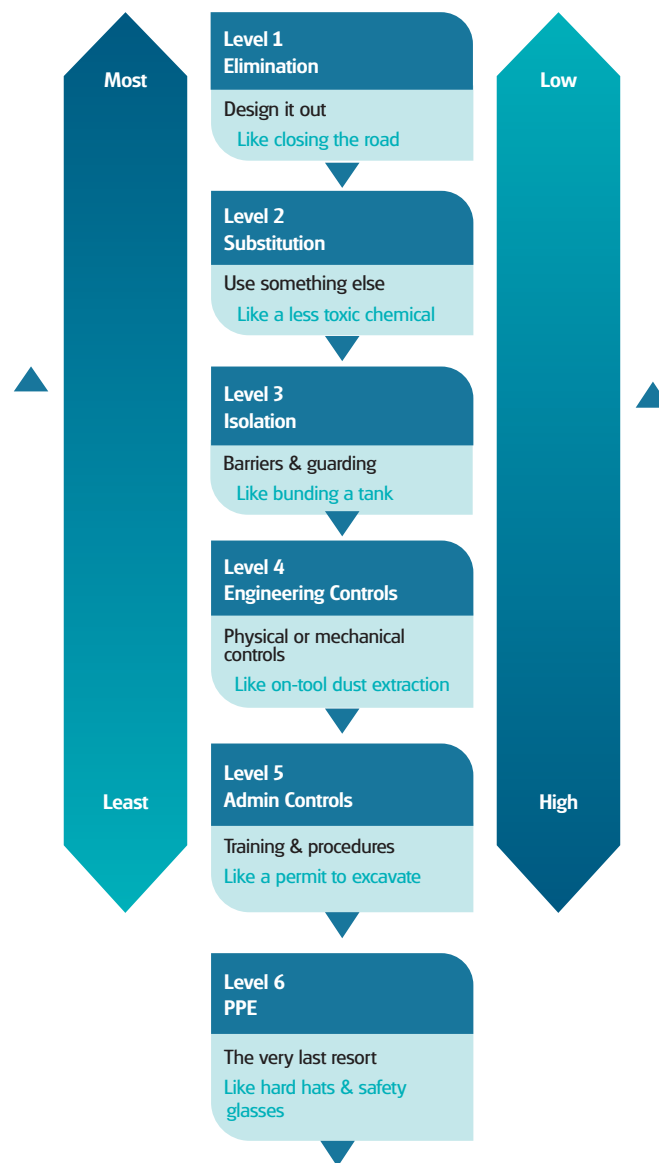 Most
Low
Level 1
Elimination
Design it out
Like closing the road
Level 2
Substitution
Use something else
Like a less toxic chemical
Level 3
Isolation
Barriers & guarding
Like bunding a tank
Level 4
Engineering Controls
Physical or mechanical
controls
Like on-tool dust extraction
Least
High
Level 5
Admin Controls
Training & procedures
Like a permit to excavate
Level 6
PPE
The very last resort
Like hard hats & safety
glasses